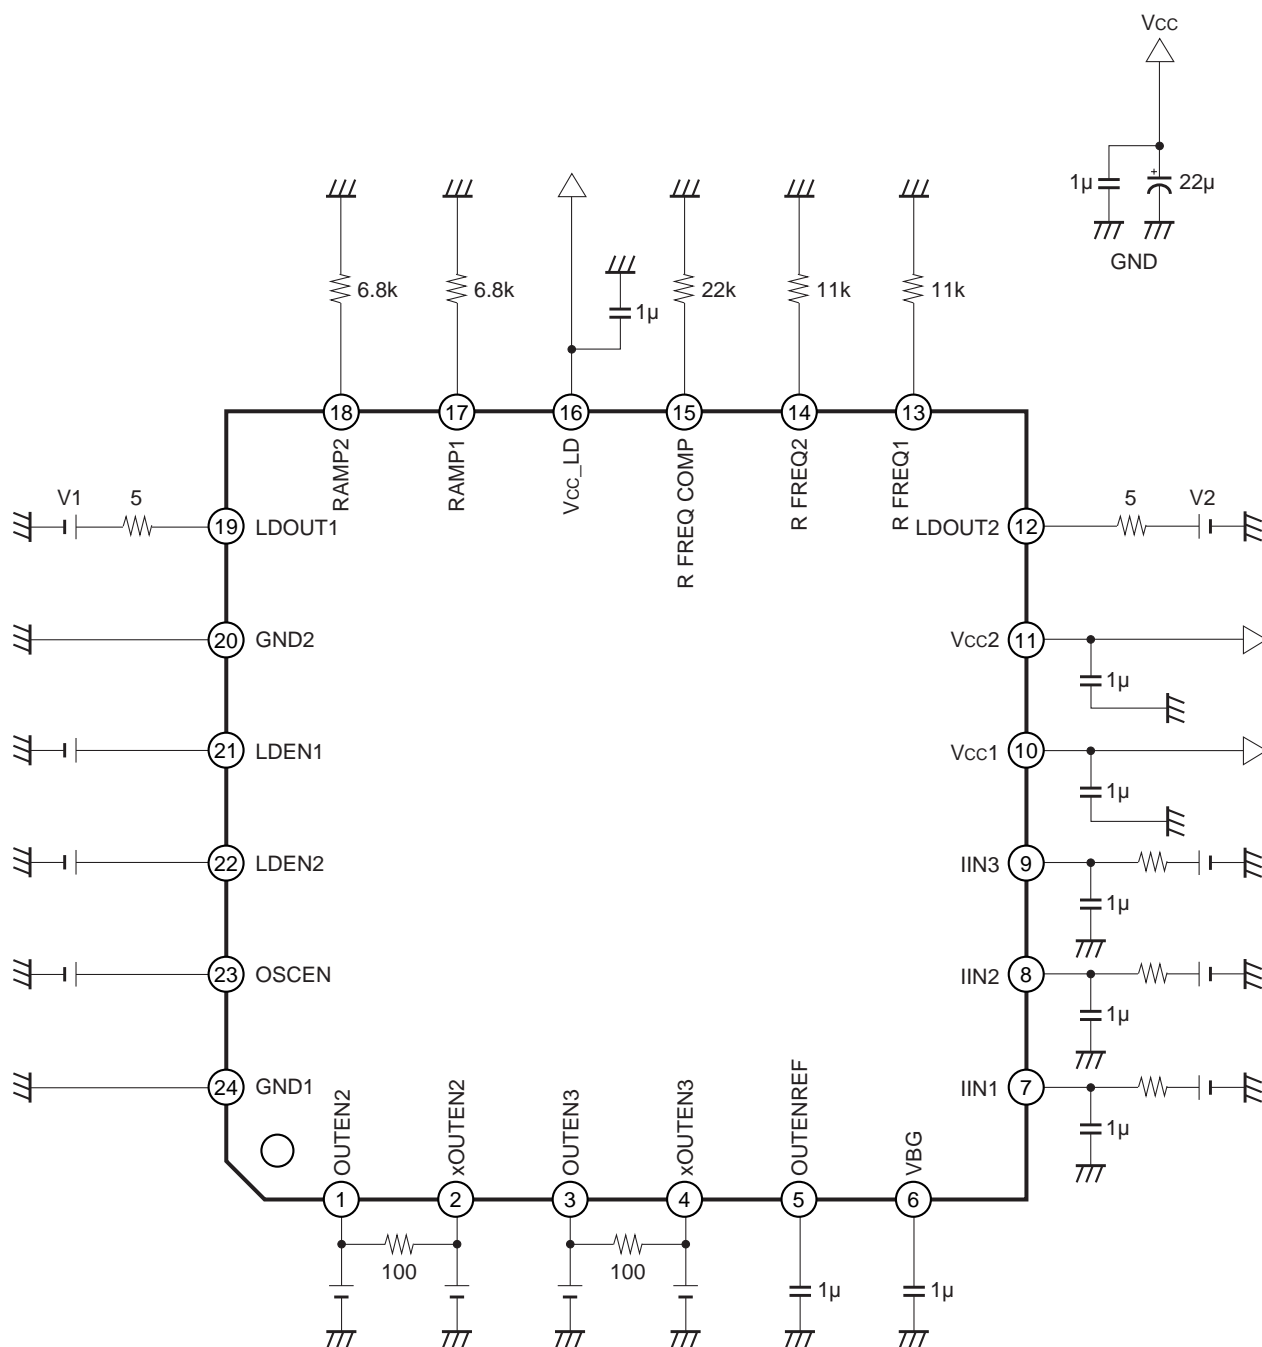 Vcc
1µ
22µ
GND
6.8k
6.8k
1µ
22k
11k
11k
18
17
16
15
14
13
RAMP2
RAMP1
Vcc_LD
R FREQ COMP
R FREQ2
R FREQ1
V1
5
19
LDOUT1
LDOUT2
12
5
V2
20
GND2
Vcc2
11
1µ
21
LDEN1
Vcc1
10
1µ
22
LDEN2
IIN3
9
1µ
23
OSCEN
IIN2
8
1µ
24
GND1
IIN1
7
1µ
OUTEN2
xOUTEN2
OUTEN3
xOUTEN3
OUTENREF
VBG
1
2
3
4
5
6
100
100
1µ
1µ